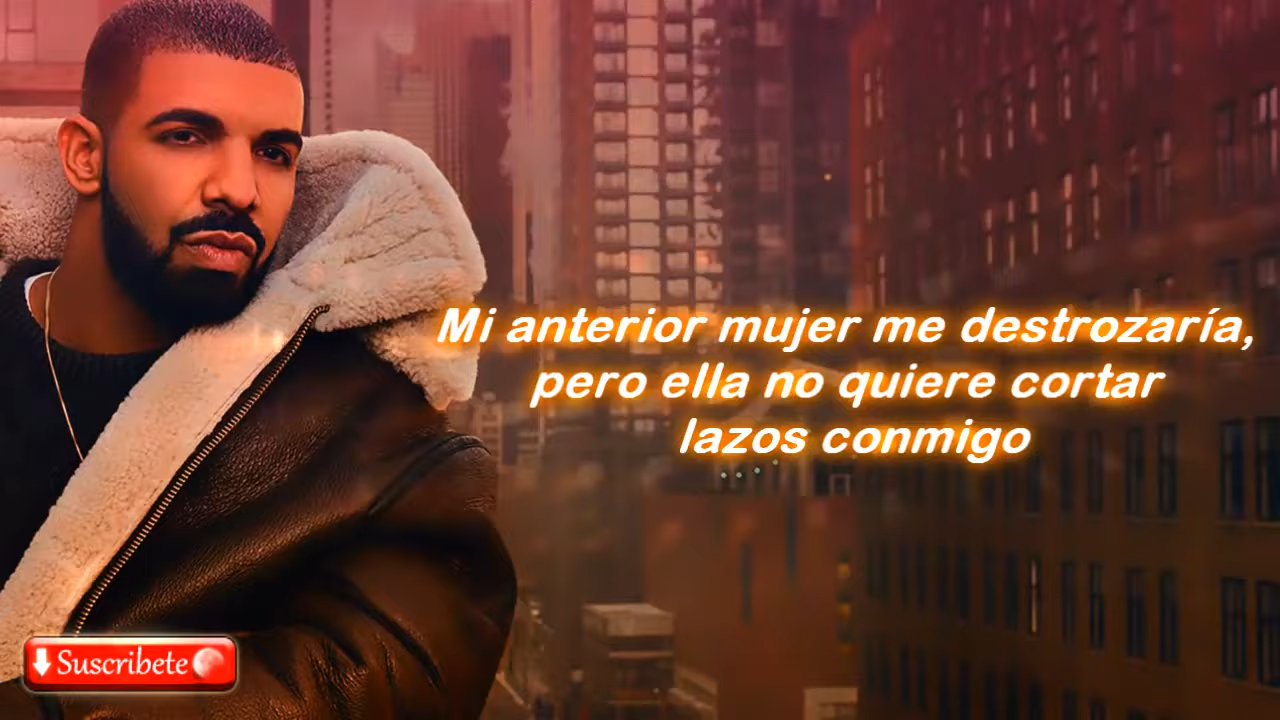 Mi anterior mujer me destrozaría,
pero ella no quiere cortar
lazos conmigo
Suscribete